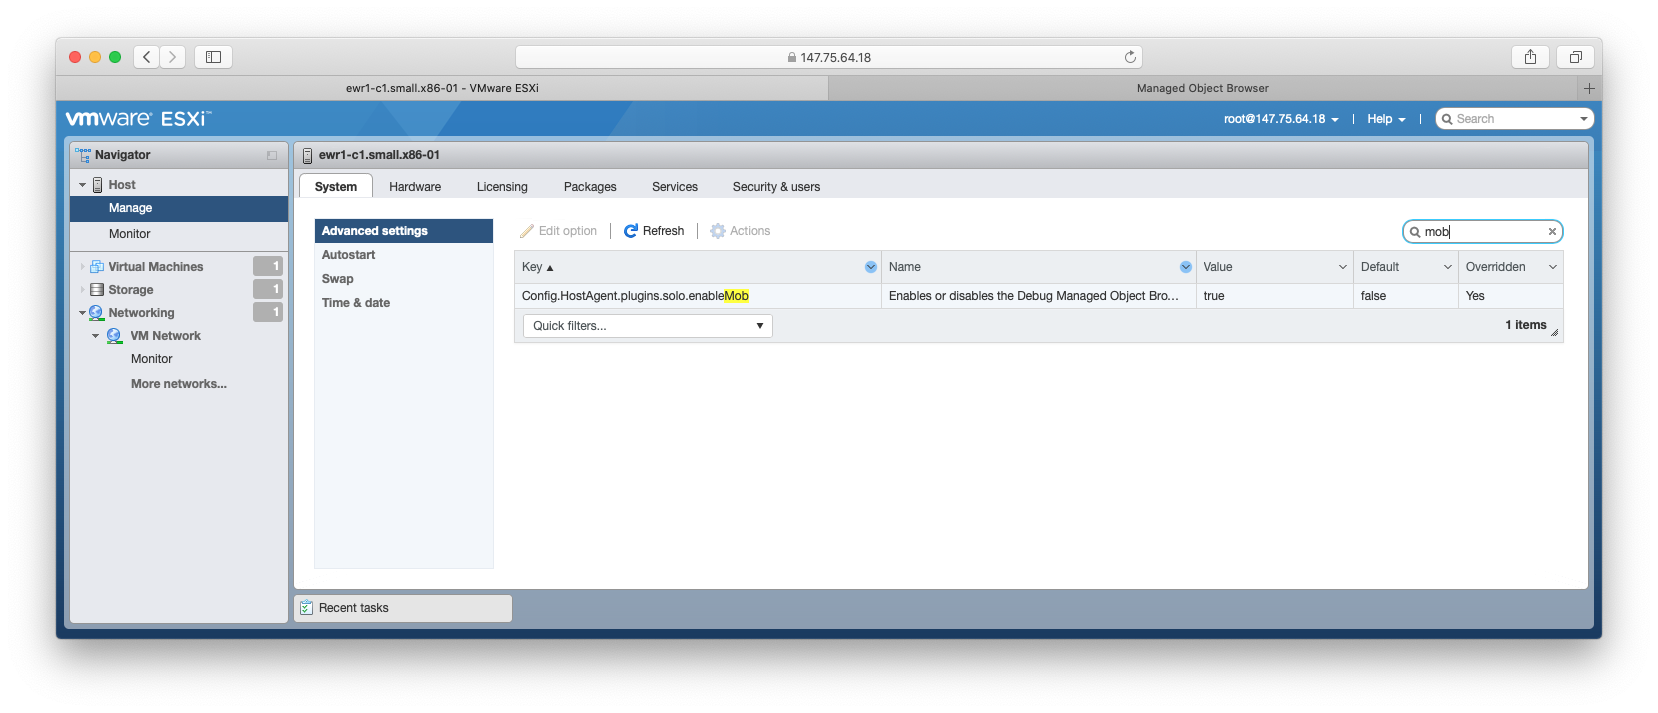 147.75.64.18
ewr1-c1.small.x86-01 - VMware ESXi
Managed Object Browser
vmware® ESXi™
root@147.75.64.18
Help
Search
Navigator
Host
Manage
Monitor
Virtual Machines 1
Storage 1
Networking 1
VM Network
Monitor
More networks...
ewr1-c1.small.x86-01
System Hardware Licensing Packages Services Security & users
Advanced settings
Autostart
Swap
Time & date
Edit option Refresh Actions
mob
Key Name Value Default Overridden
Config.HostAgent.plugins.solo.enableMob Enables or disables the Debug Managed Object Bro... true false Yes
Quick filters... 1 items
Recent tasks